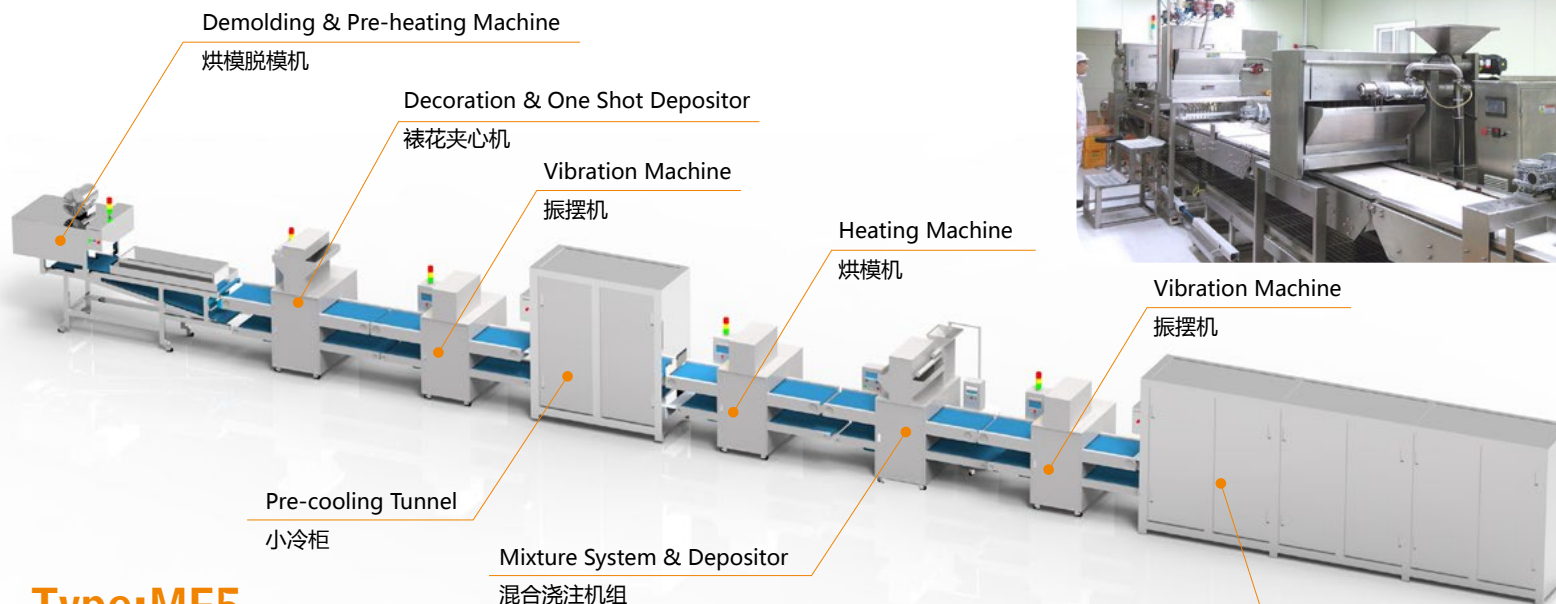 Demolding & Pre-heating Machine
烘模脱模机
Decoration & One Shot Depositor
裱花夹心机
Vibration Machine
振摆机
Heating Machine
烘模机
Vibration Machine
振摆机
Pre-cooling Tunnel
小冷柜
Mixture System & Depositor
混合浇注机组
Type:MF5